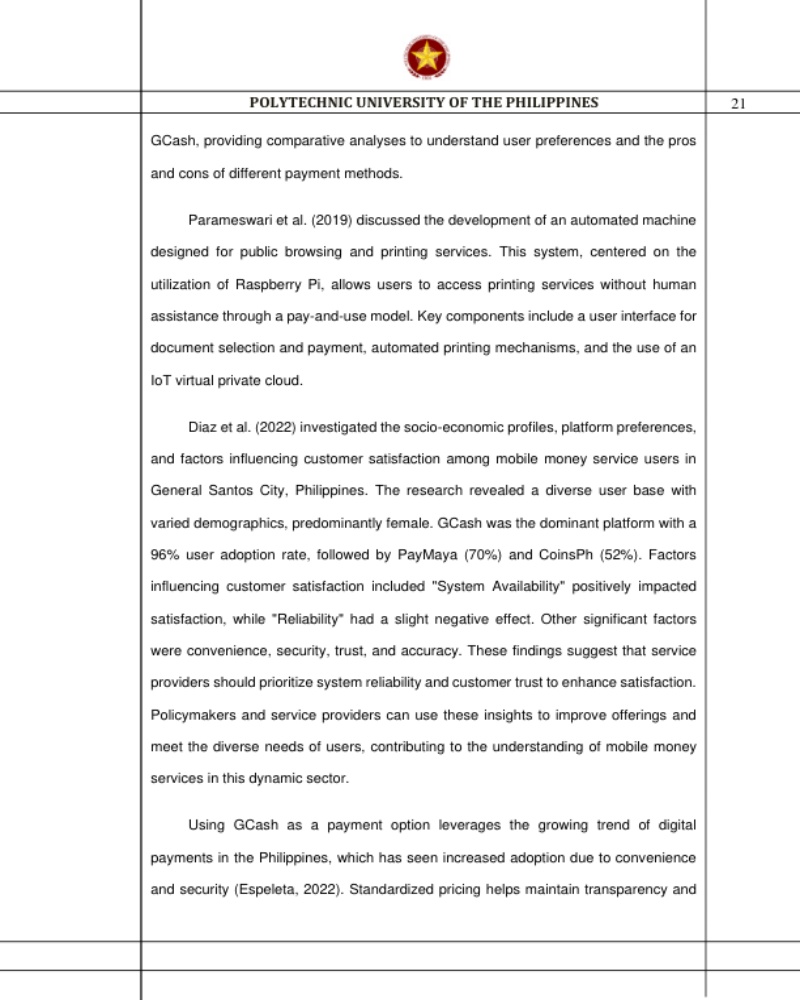 POLYTECHNIC UNIVERSITY OF THE PHILIPPINES
21
GCash, providing comparative analyses to understand user preferences and the pros
and cons of different payment methods.
Parameswari et al. (2019) discussed the development of an automated machine
designed for public browsing and printing services. This system, centered on the
utilization of Raspberry Pi, allows users to access printing services without human
assistance through a pay-and-use model. Key components include a user interface for
document selection and payment, automated printing mechanisms, and the use of an
IoT virtual private cloud.
Diaz et al. (2022) investigated the socio-economic profiles, platform preferences,
and factors influencing customer satisfaction among mobile money service users in
General Santos City, Philippines. The research revealed a diverse user base with
varied demographics, predominantly female. GCash was the dominant platform with a
96% user adoption rate, followed by PayMaya (70%) and CoinsPh (52%). Factors
influencing customer satisfaction included "System Availability" positively impacted
satisfaction, while "Reliability" had a slight negative effect. Other significant factors
were convenience, security, trust, and accuracy. These findings suggest that service
providers should prioritize system reliability and customer trust to enhance satisfaction.
Policymakers and service providers can use these insights to improve offerings and
meet the diverse needs of users, contributing to the understanding of mobile money
services in this dynamic sector.
Using GCash as a payment option leverages the growing trend of digital
payments in the Philippines, which has seen increased adoption due to convenience
and security (Espeleta, 2022). Standardized pricing helps maintain transparency and